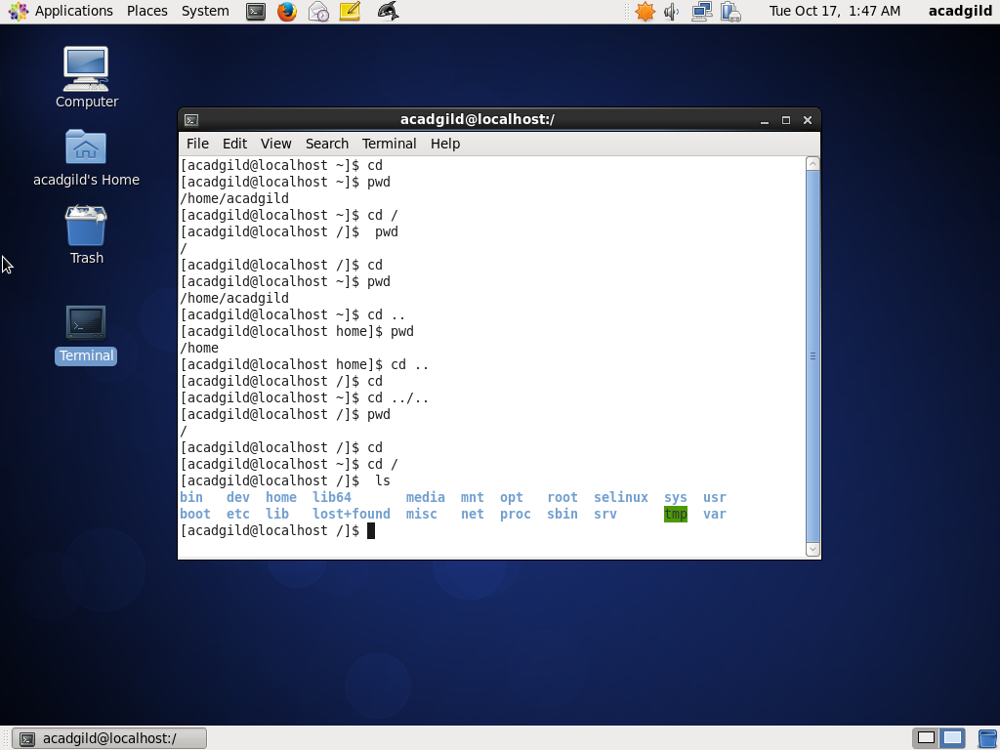 Applications Places System Tue Oct 17, 1:47 AM acadgild
Computer
acadgild's Home
Trash
Terminal
acadgild@localhost:/
File Edit View Search Terminal Help
[acadgild@localhost ~]$ cd
[acadgild@localhost ~]$ pwd
/home/acadgild
[acadgild@localhost ~]$ cd /
[acadgild@localhost /]$  pwd
/
[acadgild@localhost /]$ cd
[acadgild@localhost ~]$ pwd
/home/acadgild
[acadgild@localhost ~]$ cd ..
[acadgild@localhost home]$ pwd
/home
[acadgild@localhost home]$ cd ..
[acadgild@localhost /]$ cd
[acadgild@localhost ~]$ cd ../..
[acadgild@localhost /]$ pwd
/
[acadgild@localhost /]$ cd
[acadgild@localhost ~]$ cd /
[acadgild@localhost /]$  ls
bin   dev  home  lib64       media  mnt  opt   root  selinux  sys  usr
boot  etc  lib   lost+found  misc   net  proc  sbin  srv      tmp  var
[acadgild@localhost /]$
acadgild@localhost:/